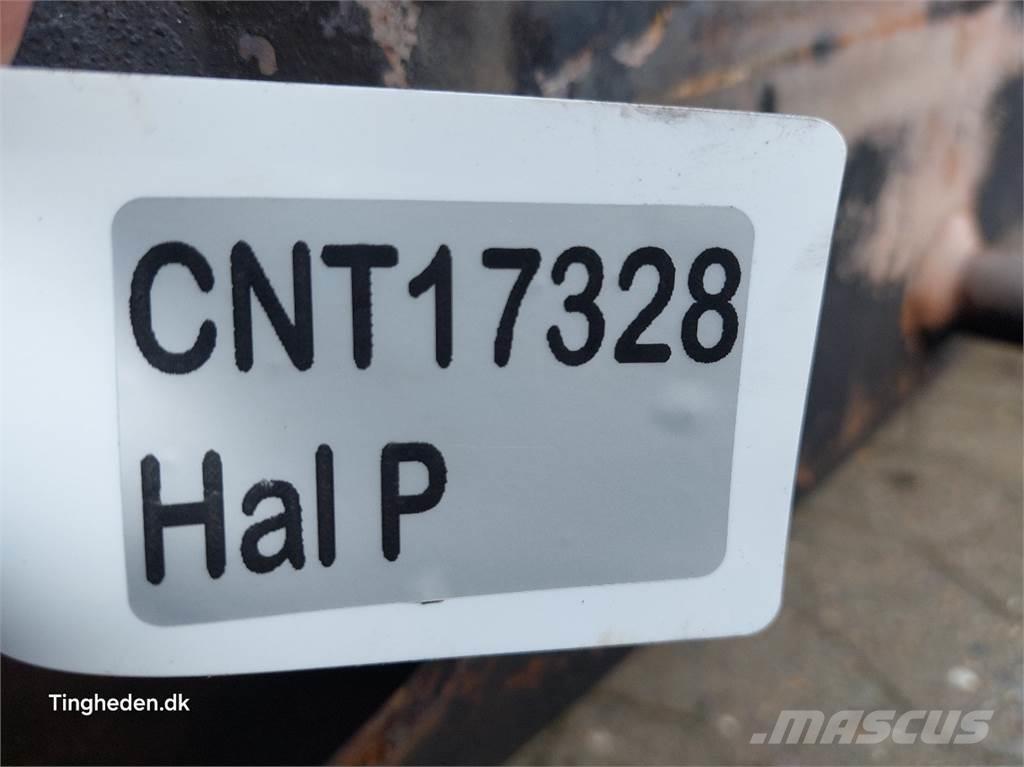 CNT17328
Hal P
Tingheden.dk
MASCUS